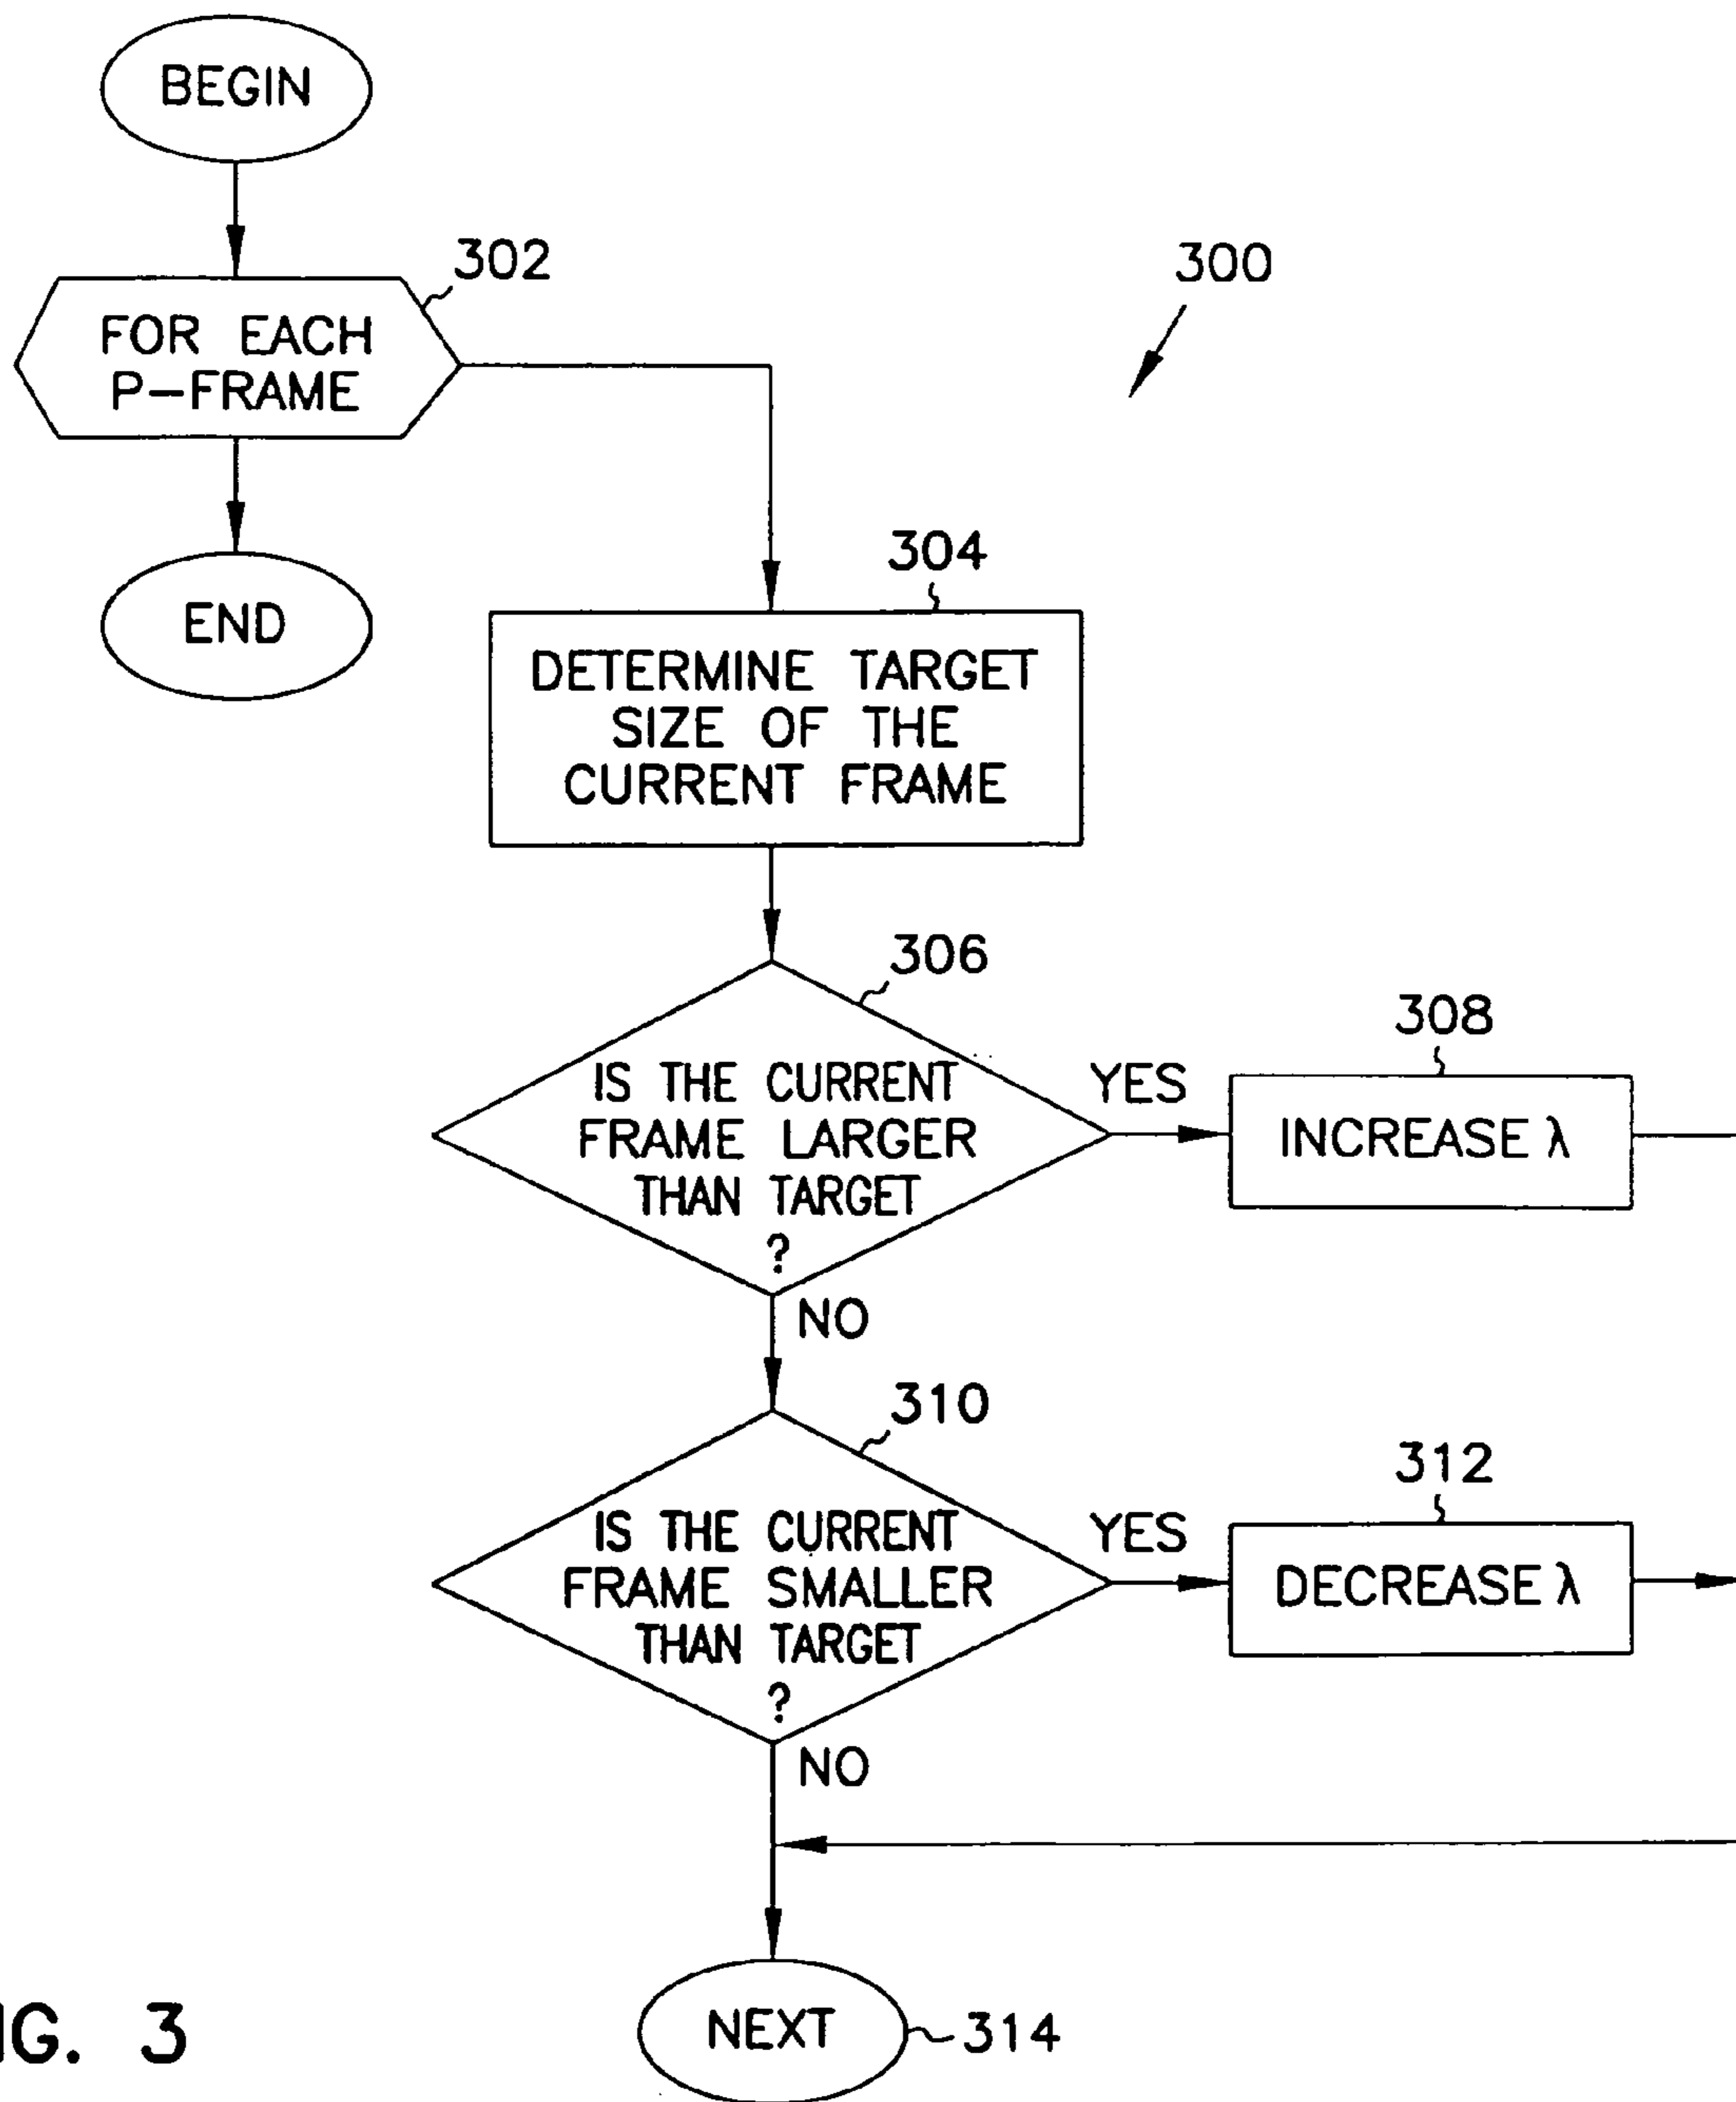 BEGIN
302
300
FOR EACH
P-FRAME
END
304
DETERMINE TARGET
SIZE OF THE
CURRENT FRAME
306
IS THE CURRENT
FRAME LARGER
THAN TARGET
?
YES
308
INCREASE λ
NO
310
IS THE CURRENT
FRAME SMALLER
THAN TARGET
?
YES
312
DECREASE λ
NO
NEXT
314
IG. 3